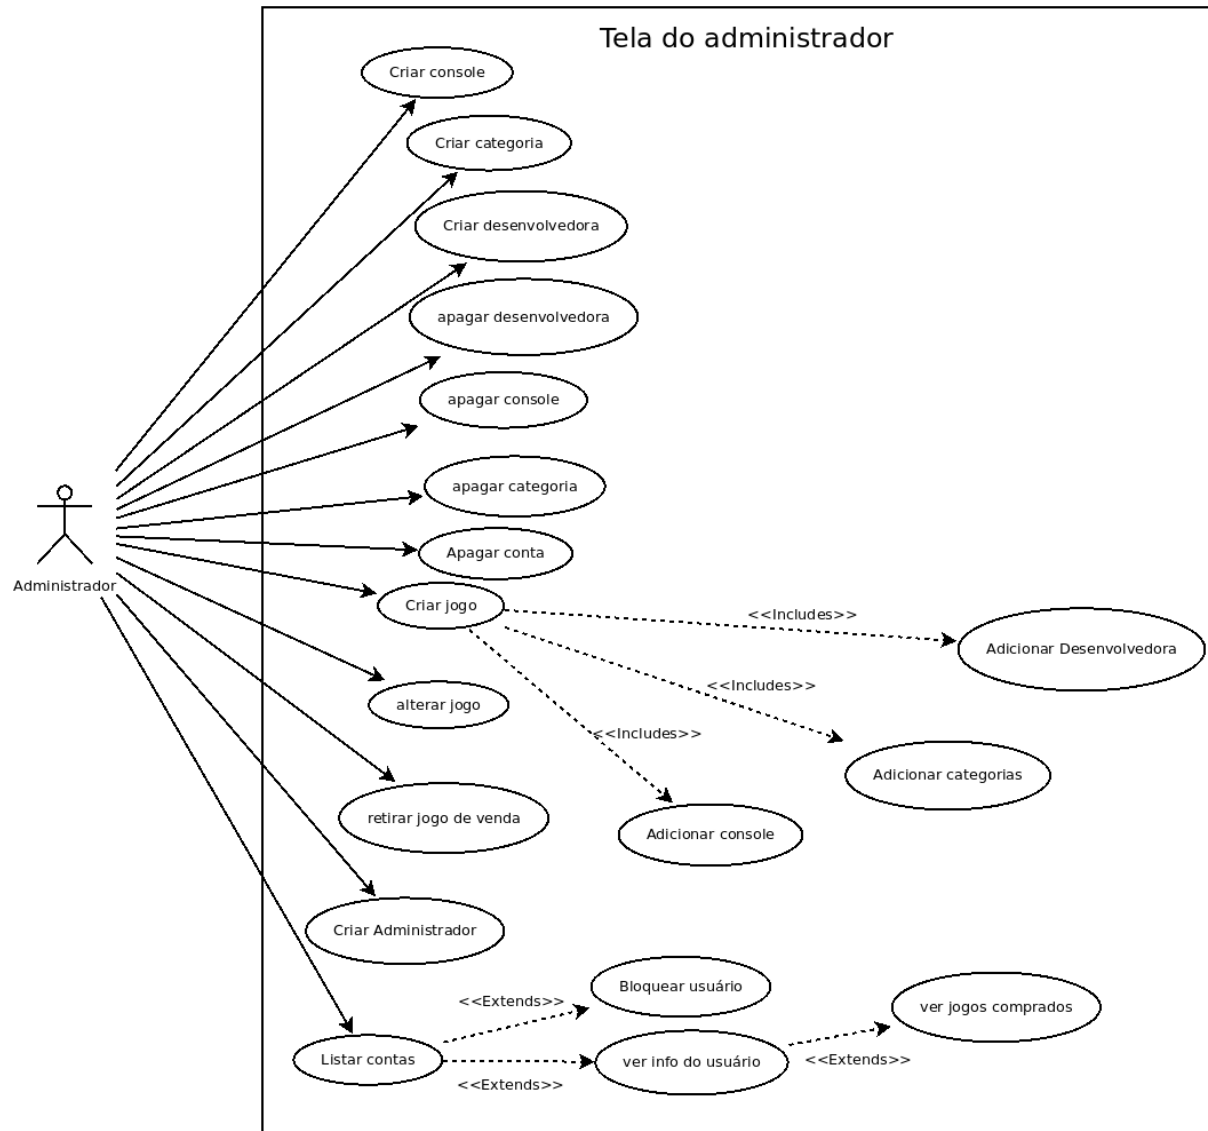 Tela do administrador
Criar console
Criar categoria
Criar desenvolvedora
apagar desenvolvedora
apagar console
apagar categoria
Apagar conta
Administrador
Criar jogo
<<Includes>>
Adicionar Desenvolvedora
<<Includes>>
alterar jogo
<<Includes>>
Adicionar categorias
retirar jogo de venda
Adicionar console
Criar Administrador
Bloquear usuário
<<Extends>>
ver jogos comprados
Listar contas
ver info do usuário
<<Extends>>
<<Extends>>